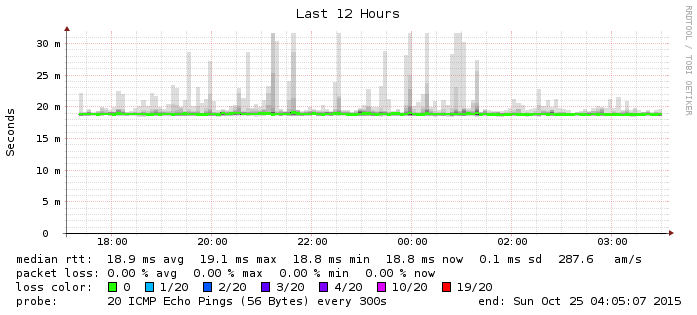 Last 12 Hours
RRDTOOL / TOBI OETIKER
Seconds
30 m
25 m
20 m
15 m
10 m
5 m
0
18:00 20:00 22:00 00:00 02:00 03:00
median rtt: 18.9 ms avg 19.1 ms max 18.8 ms min 18.8 ms now 0.1 ms sd 287.6 am/s
packet loss: 0.00 % avg 0.00 % max 0.00 % min 0.00 % now
loss color: 0 1/20 2/20 3/20 4/20 10/20 19/20
probe: 20 ICMP Echo Pings (56 Bytes) every 300s end: Sun Oct 25 04:05:07 2015